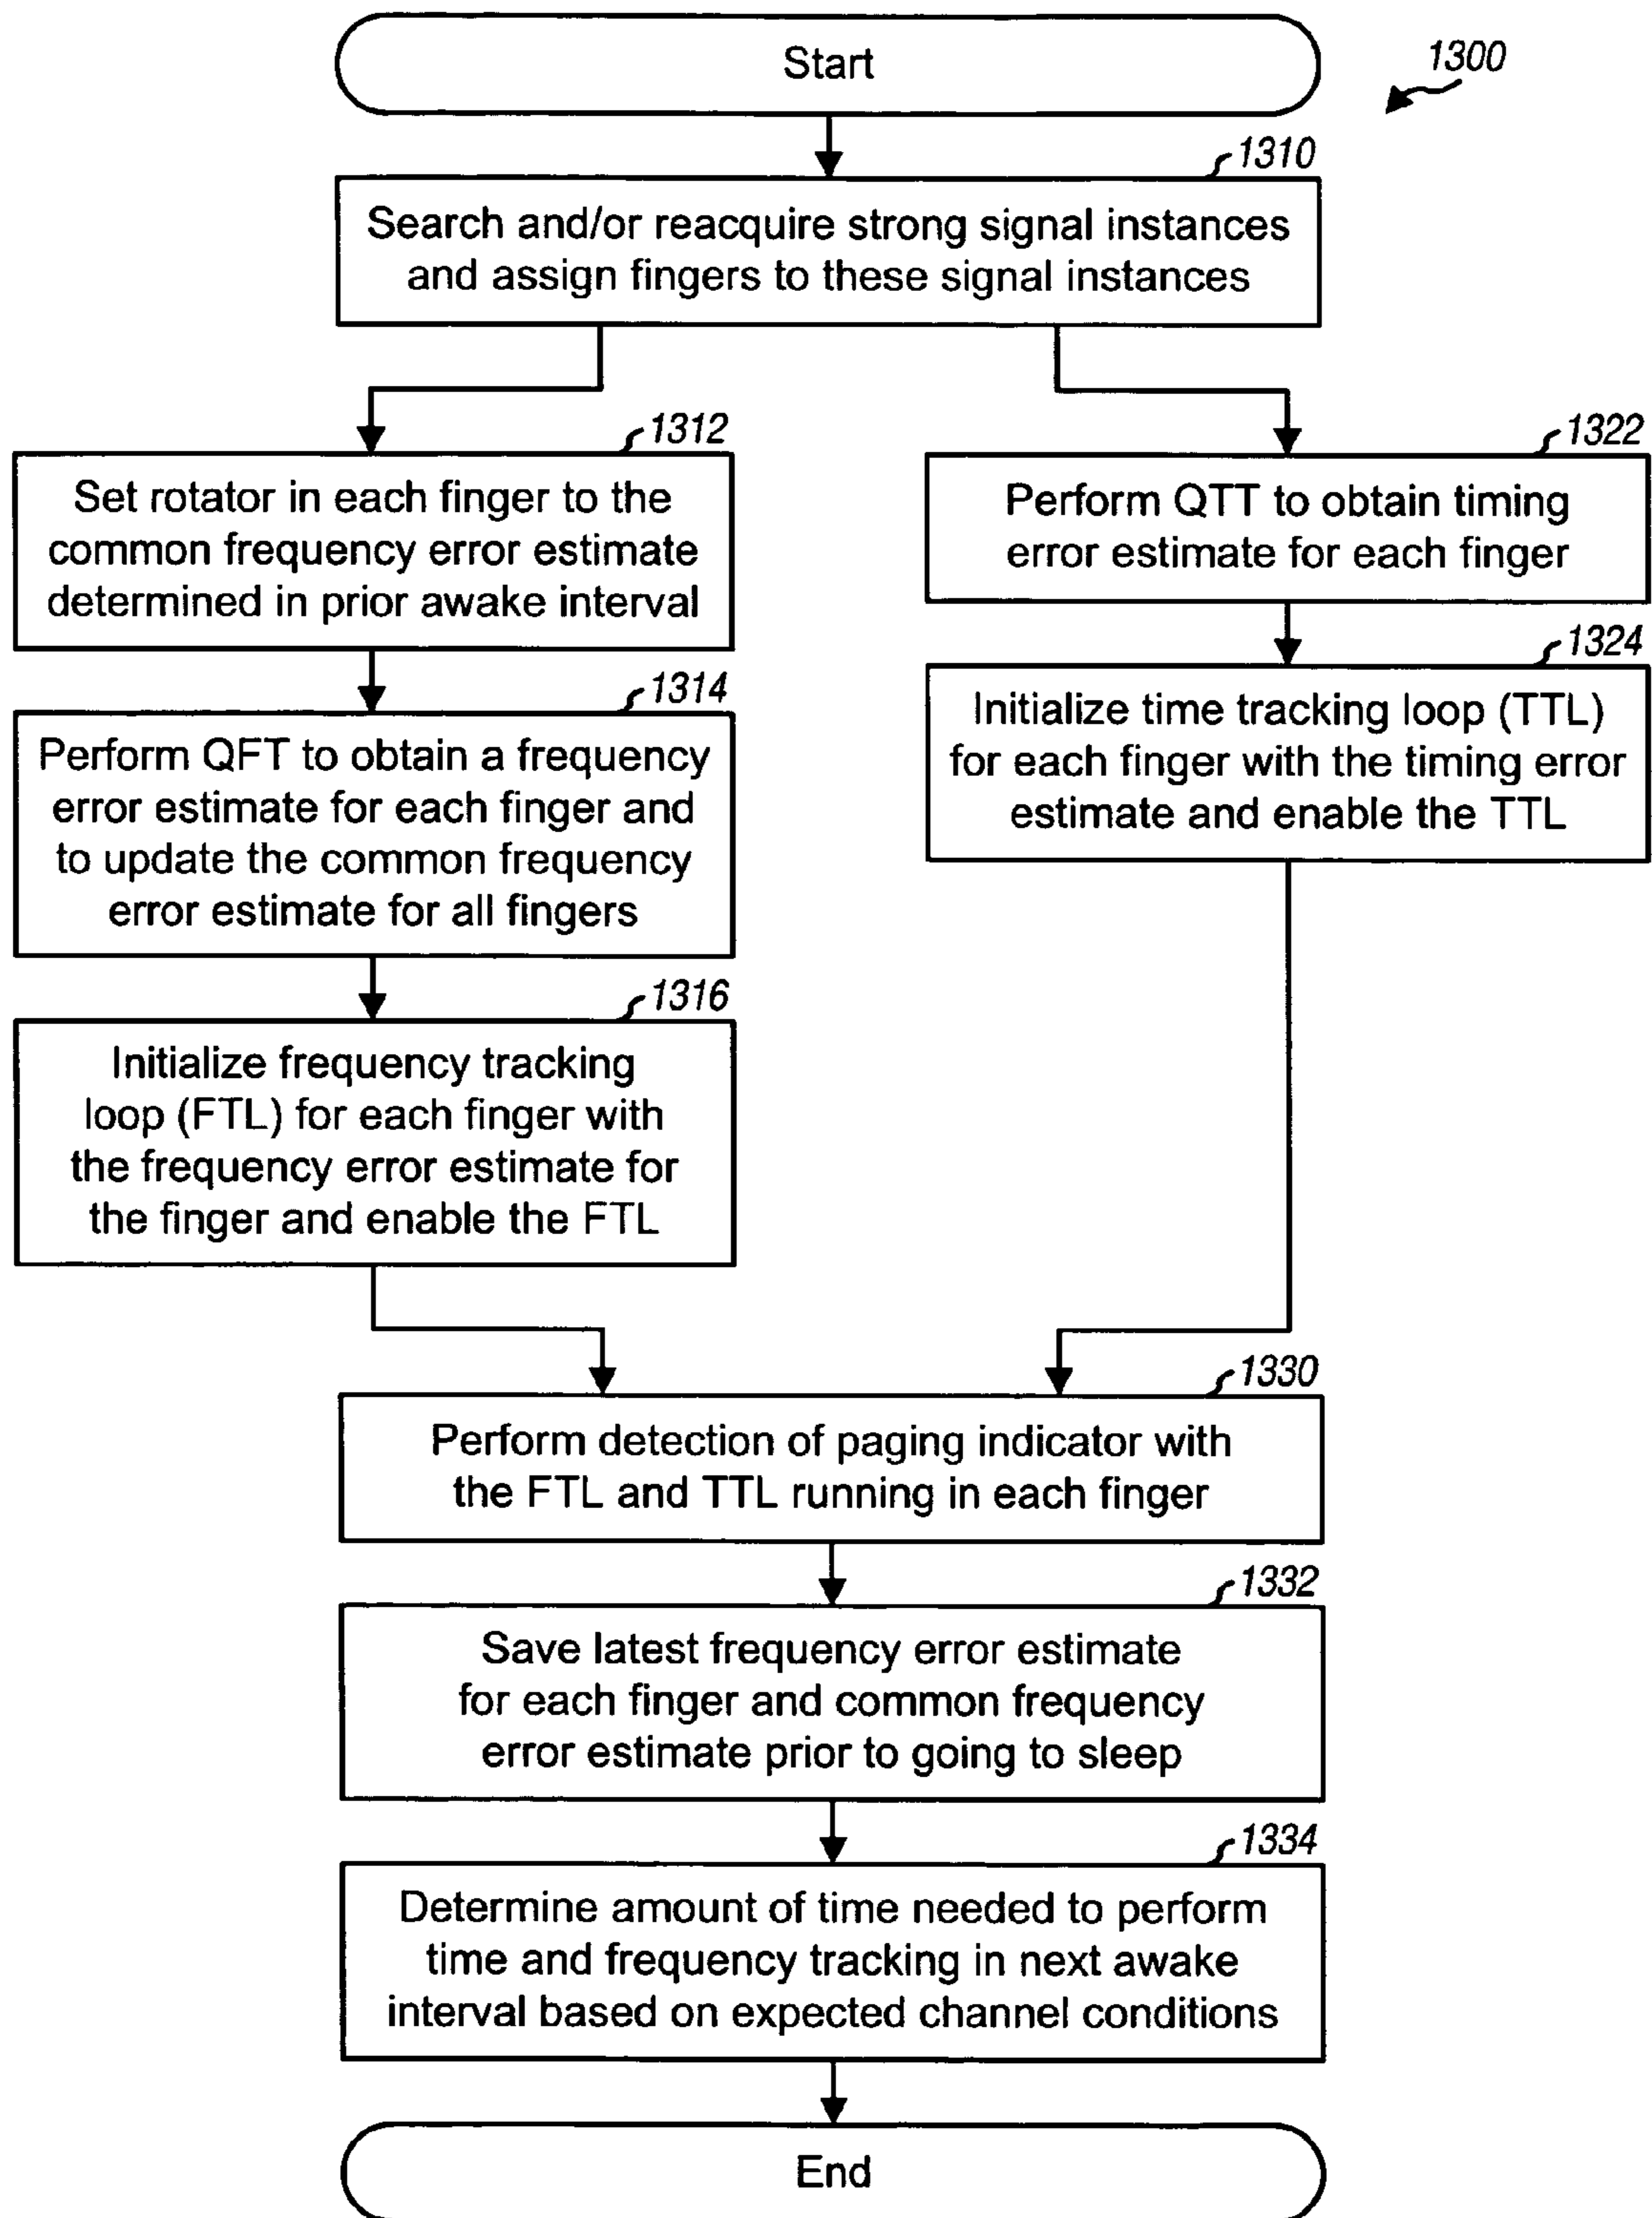 Start
1300
1310
Search and/or reacquire strong signal instances
and assign fingers to these signal instances
1312
Set rotator in each finger to the
common frequency error estimate
determined in prior awake interval
1314
Perform QFT to obtain a frequency
error estimate for each finger and
to update the common frequency
error estimate for all fingers
1316
Initialize frequency tracking
loop (FTL) for each finger with
the frequency error estimate for
the finger and enable the FTL
1322
Perform QTT to obtain timing
error estimate for each finger
1324
Initialize time tracking loop (TTL)
for each finger with the timing error
estimate and enable the TTL
1330
Perform detection of paging indicator with
the FTL and TTL running in each finger
1332
Save latest frequency error estimate
for each finger and common frequency
error estimate prior to going to sleep
1334
Determine amount of time needed to perform
time and frequency tracking in next awake
interval based on expected channel conditions
End